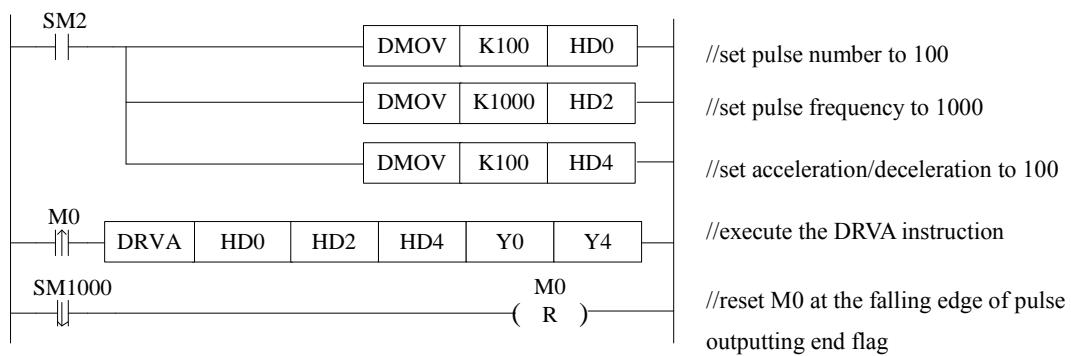 SM2
DMOV K100 HD0 //set pulse number to 100
DMOV K1000 HD2 //set pulse frequency to 1000
DMOV K100 HD4 //set acceleration/deceleration to 100
M0
DRVA HD0 HD2 HD4 Y0 Y4 //execute the DRVA instruction
SM1000 M0
( R ) //reset M0 at the falling edge of pulse
outputting end flag